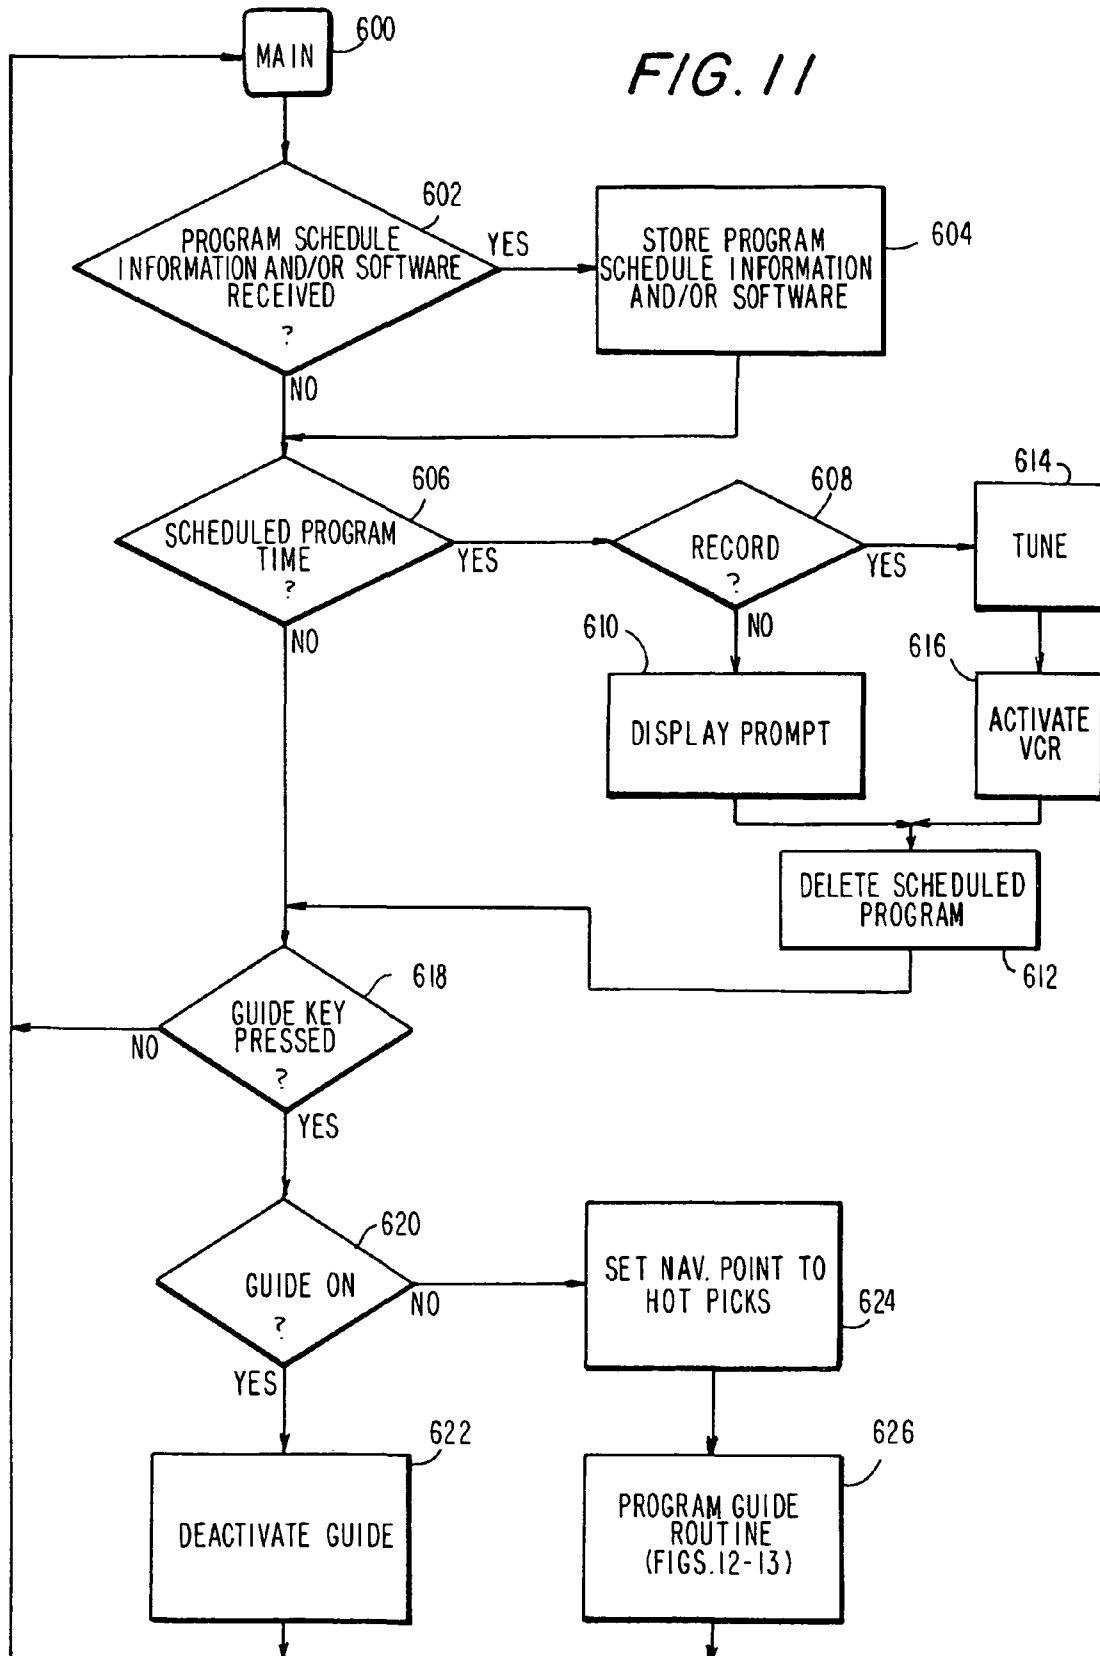 MAIN
600
FIG. 11
602
PROGRAM SCHEDULE
INFORMATION AND/OR SOFTWARE
RECEIVED
?
YES
NO
STORE PROGRAM
SCHEDULE INFORMATION
AND/OR SOFTWARE
604
606
SCHEDULED PROGRAM
TIME
?
YES
NO
608
RECORD
?
YES
NO
614
TUNE
610
DISPLAY PROMPT
616
ACTIVATE
VCR
DELETE SCHEDULED
PROGRAM
612
618
GUIDE KEY
PRESSED
?
NO
YES
620
GUIDE ON
?
NO
YES
SET NAV. POINT TO
HOT PICKS
624
622
DEACTIVATE GUIDE
626
PROGRAM GUIDE
ROUTINE
(FIGS.12-13)